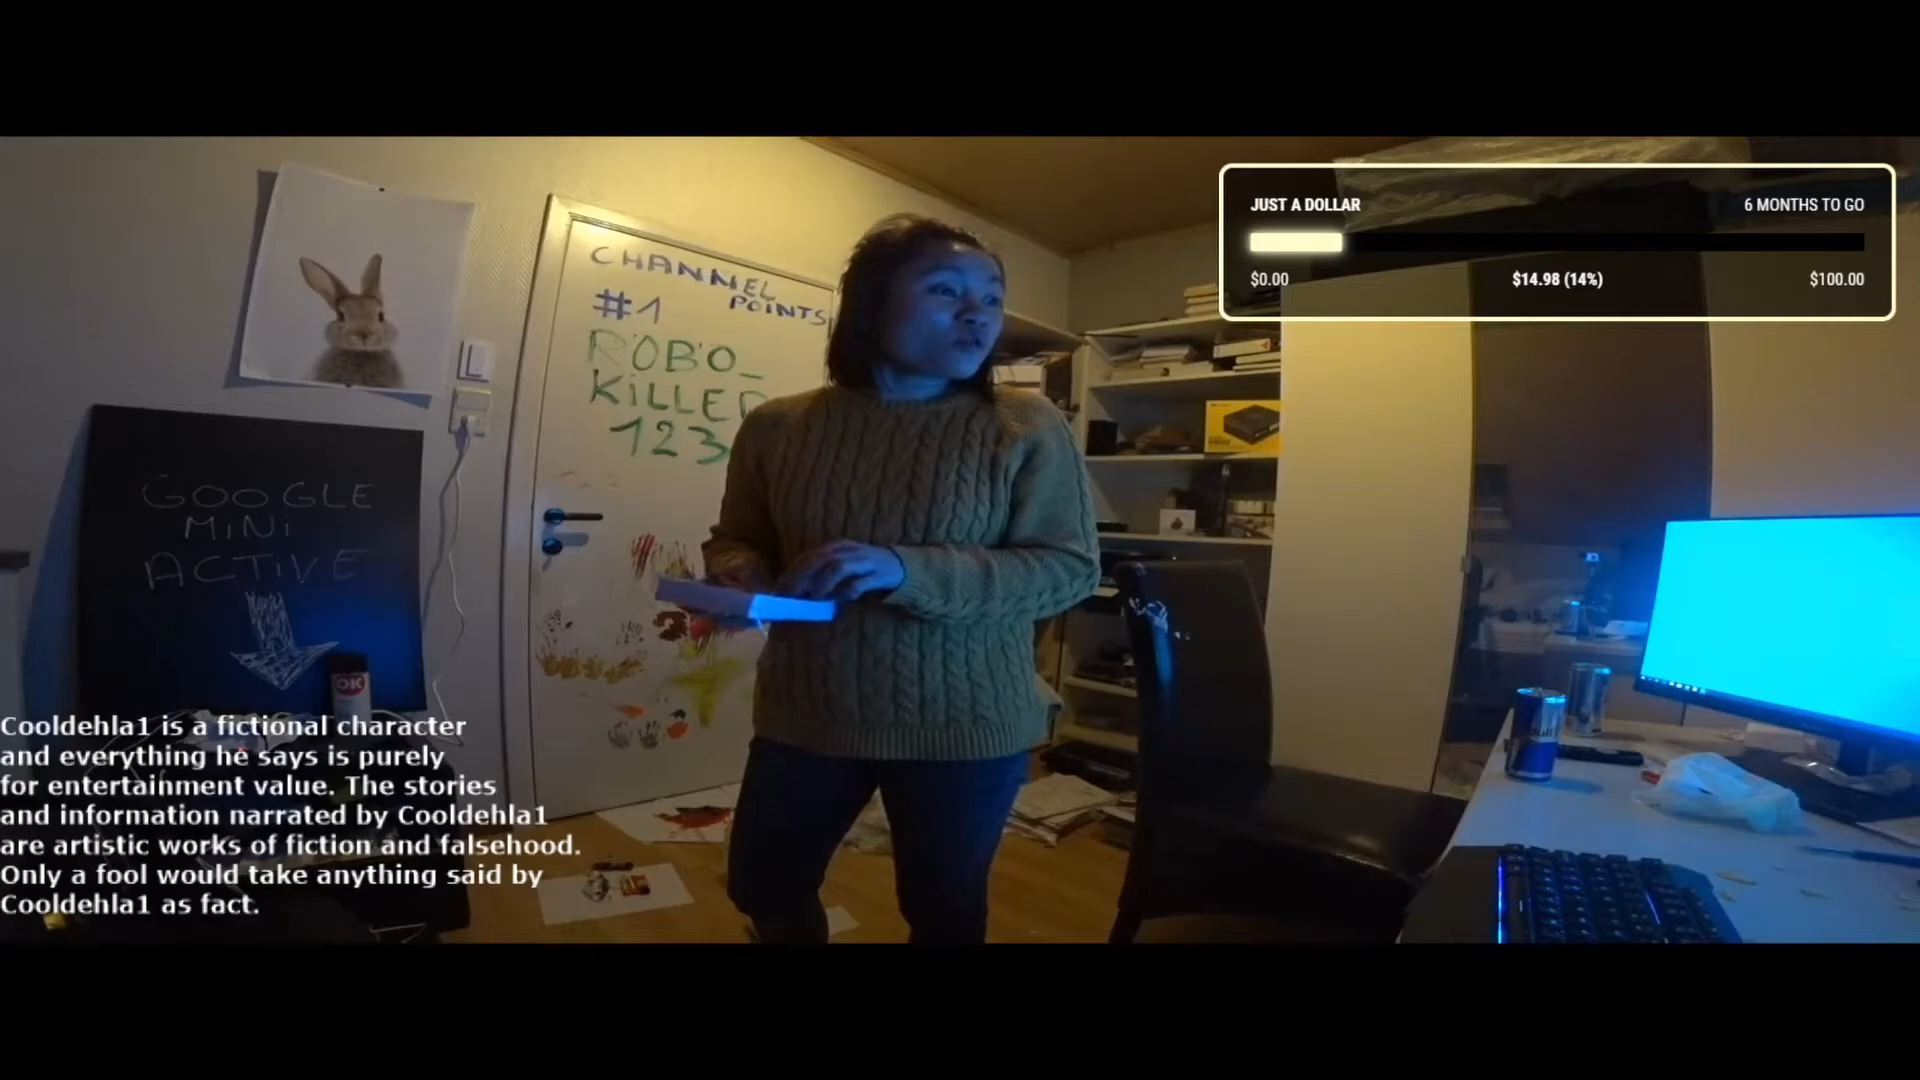 JUST A DOLLAR
6 MONTHS TO GO
$0.00
$14.98 (14%)
$100.00
CHANNEL
POINTS
#1
ROBO_
KILLER
123
GOOGLE
MiNi
ACTiVE
OK
Cooldehla1 is a fictional character
and everything he says is purely
for entertainment value. The stories
and information narrated by Cooldehla1
are artistic works of fiction and falsehood.
Only a fool would take anything said by
Cooldehla1 as fact.